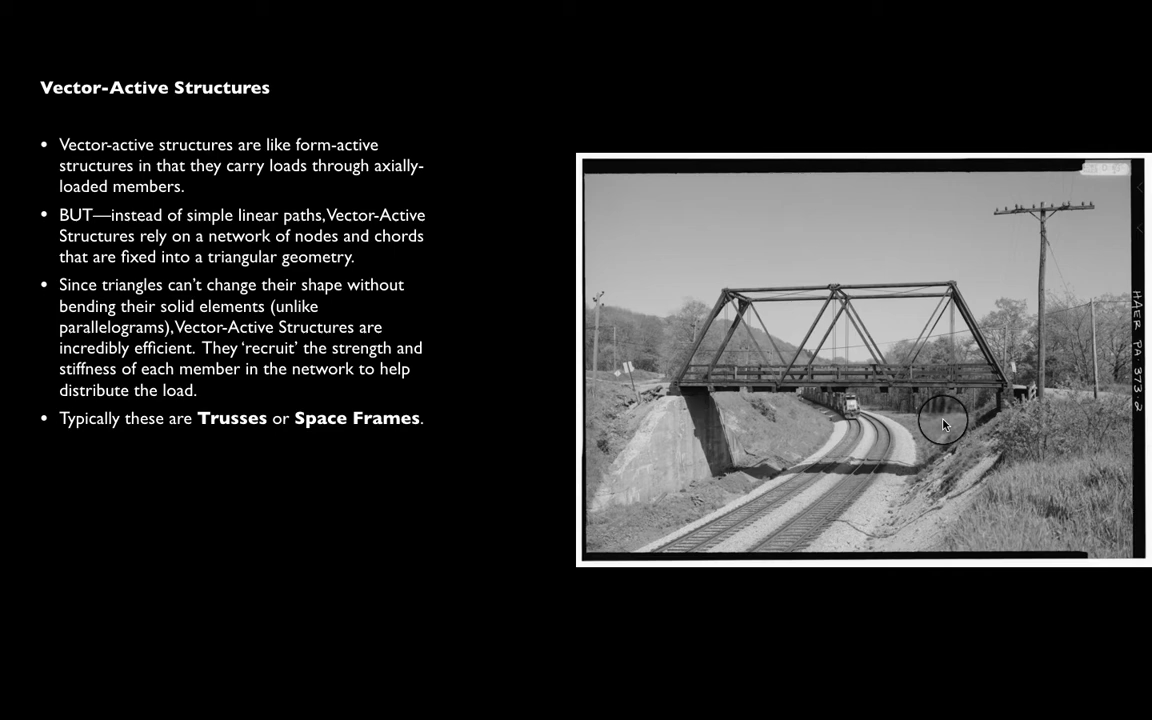 Vector-Active Structures
• Vector-active structures are like form-active
structures in that they carry loads through axially-
loaded members.
• BUT—instead of simple linear paths,Vector-Active
Structures rely on a network of nodes and chords
that are fixed into a triangular geometry.
• Since triangles can't change their shape without
bending their solid elements (unlike
parallelograms),Vector-Active Structures are
incredibly efficient. They 'recruit' the strength and
stiffness of each member in the network to help
distribute the load.
• Typically these are Trusses or Space Frames.
HAER PA-373-2